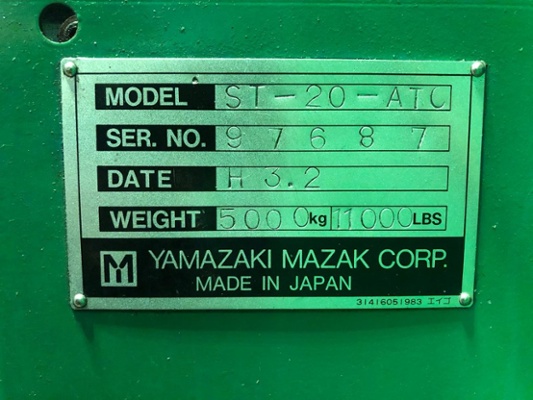 MODEL ST-20-ATC
SER. NO. 97687
DATE H 3.2
WEIGHT 5000kg 11000LBS
M YAMAZAKI MAZAK CORP.
MADE IN JAPAN
31416051983 エイゴ